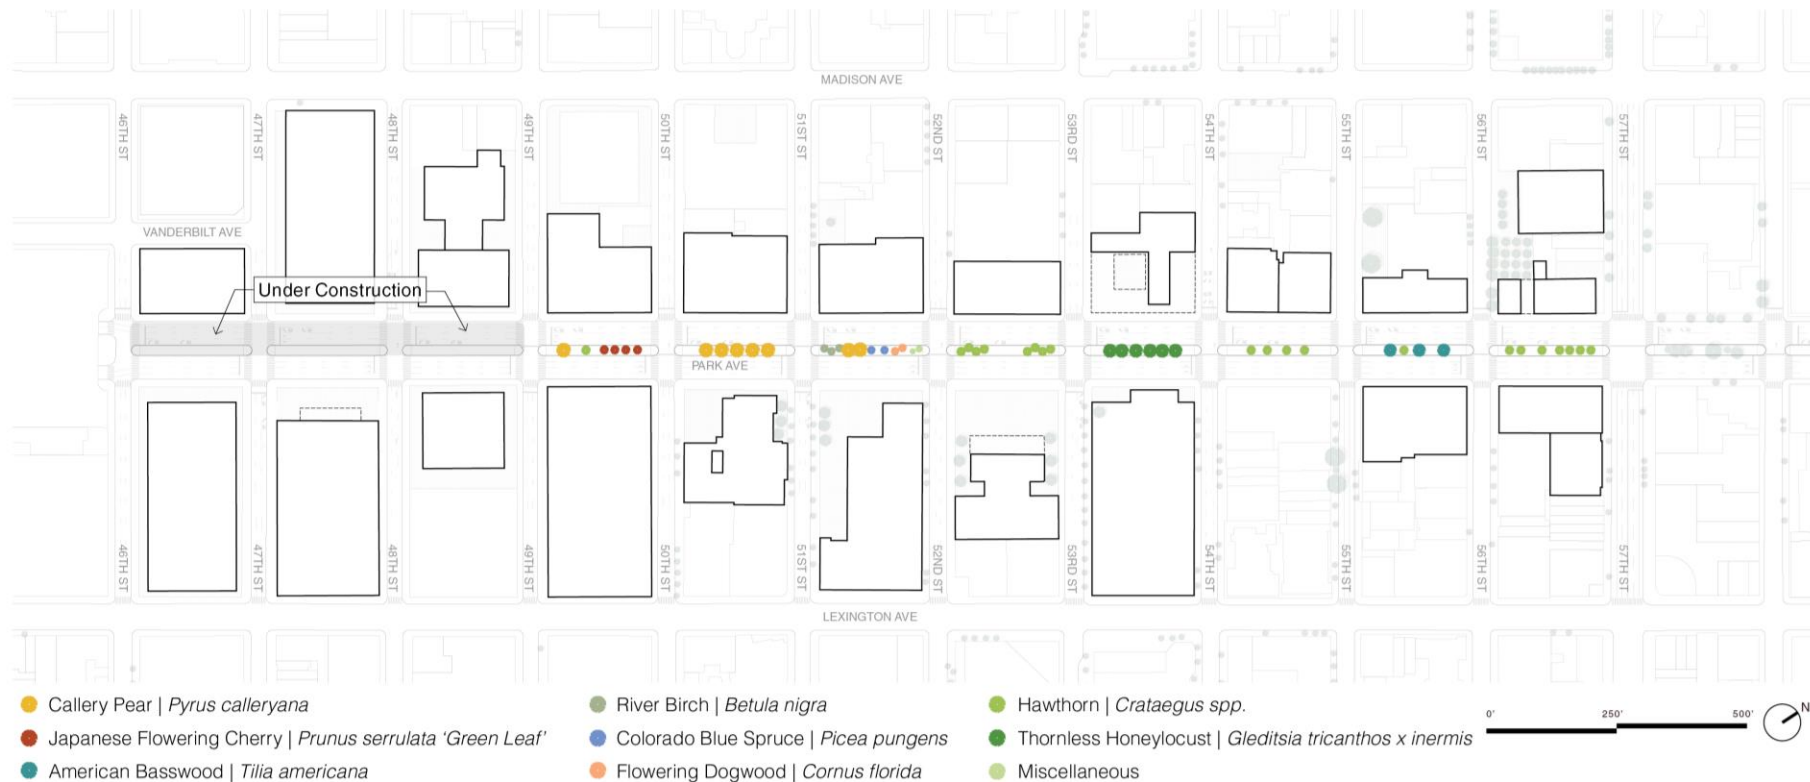 MADISON AVE
46TH ST
47TH ST
48TH ST
49TH ST
50TH ST
51ST ST
52ND ST
53RD ST
54TH ST
55TH ST
56TH ST
57TH ST
VANDERBILT AVE
Under Construction
PARK AVE
46TH ST
47TH ST
48TH ST
49TH ST
50TH ST
51ST ST
52ND ST
53RD ST
54TH ST
55TH ST
56TH ST
57TH ST
LEXINGTON AVE
Callery Pear | Pyrus calleryana
Japanese Flowering Cherry | Prunus serrulata ‘Green Leaf’
American Basswood | Tilia americana
River Birch | Betula nigra
Colorado Blue Spruce | Picea pungens
Flowering Dogwood | Cornus florida
Hawthorn | Crataegus spp.
Thornless Honeylocust | Gleditsia tricanthos x inermis
Miscellaneous
0' 250' 500'
N